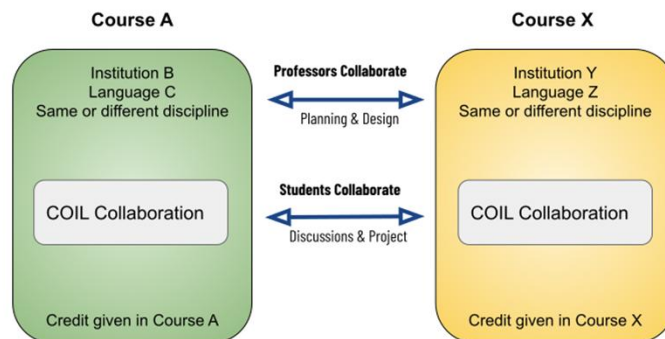 Course A
Course X
Institution B
Language C
Same or different discipline
Professors Collaborate
Planning & Design
Institution Y
Language Z
Same or different discipline
COIL Collaboration
Students Collaborate
Discussions & Project
COIL Collaboration
Credit given in Course A
Credit given in Course X